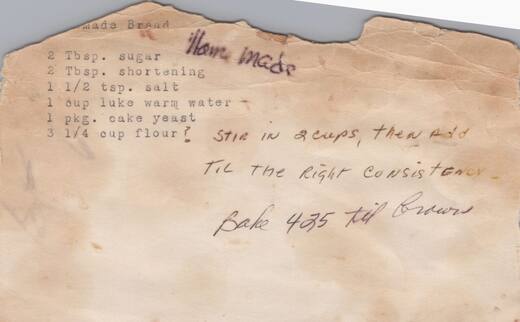 made Bread
Home made
2 Tbsp. sugar
2 Tbsp. shortening
1 1/2 tsp. salt
1 cup luke warm water -
1 pkg. cake yeast
3 1/4 cup flour? Stir in 2 cups, then add
Til the right consistency
Bake 425 til brown